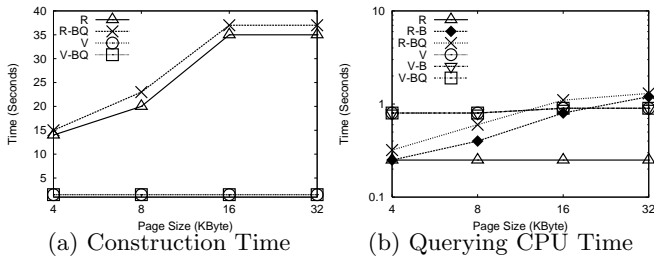 40
35
30
25
20
15
10
5
4
8
16
32
Time (Seconds)
Page Size (KByte)
R
R-BQ
V
V-BQ
(a) Construction Time
10
1
0.1
4
8
16
32
Time (Seconds)
Page Size (KByte)
R
R-B
R-BQ
V
V-B
V-BQ
(b) Querying CPU Time